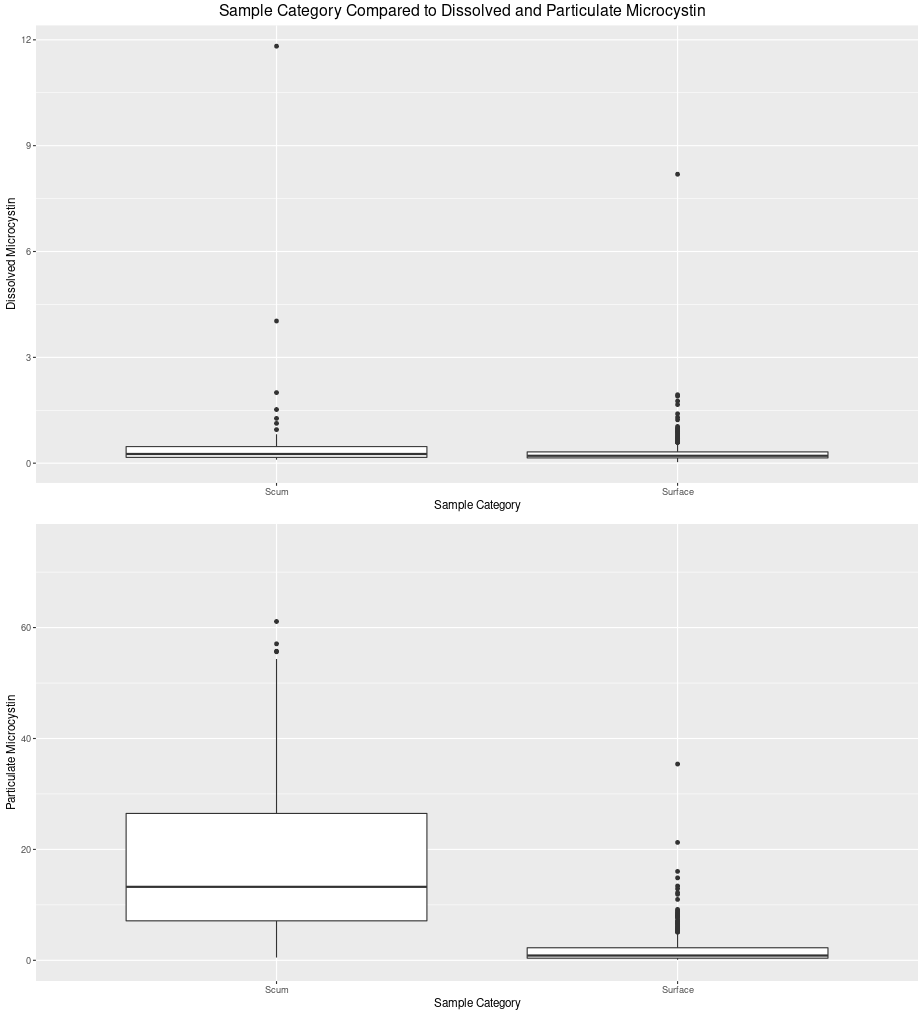 Sample Category Compared to Dissolved and Particulate Microcystin
12
9
6
3
0
Dissolved Microcystin
Scum
Surface
Sample Category
60
40
20
0
Particulate Microcystin
Scum
Surface
Sample Category